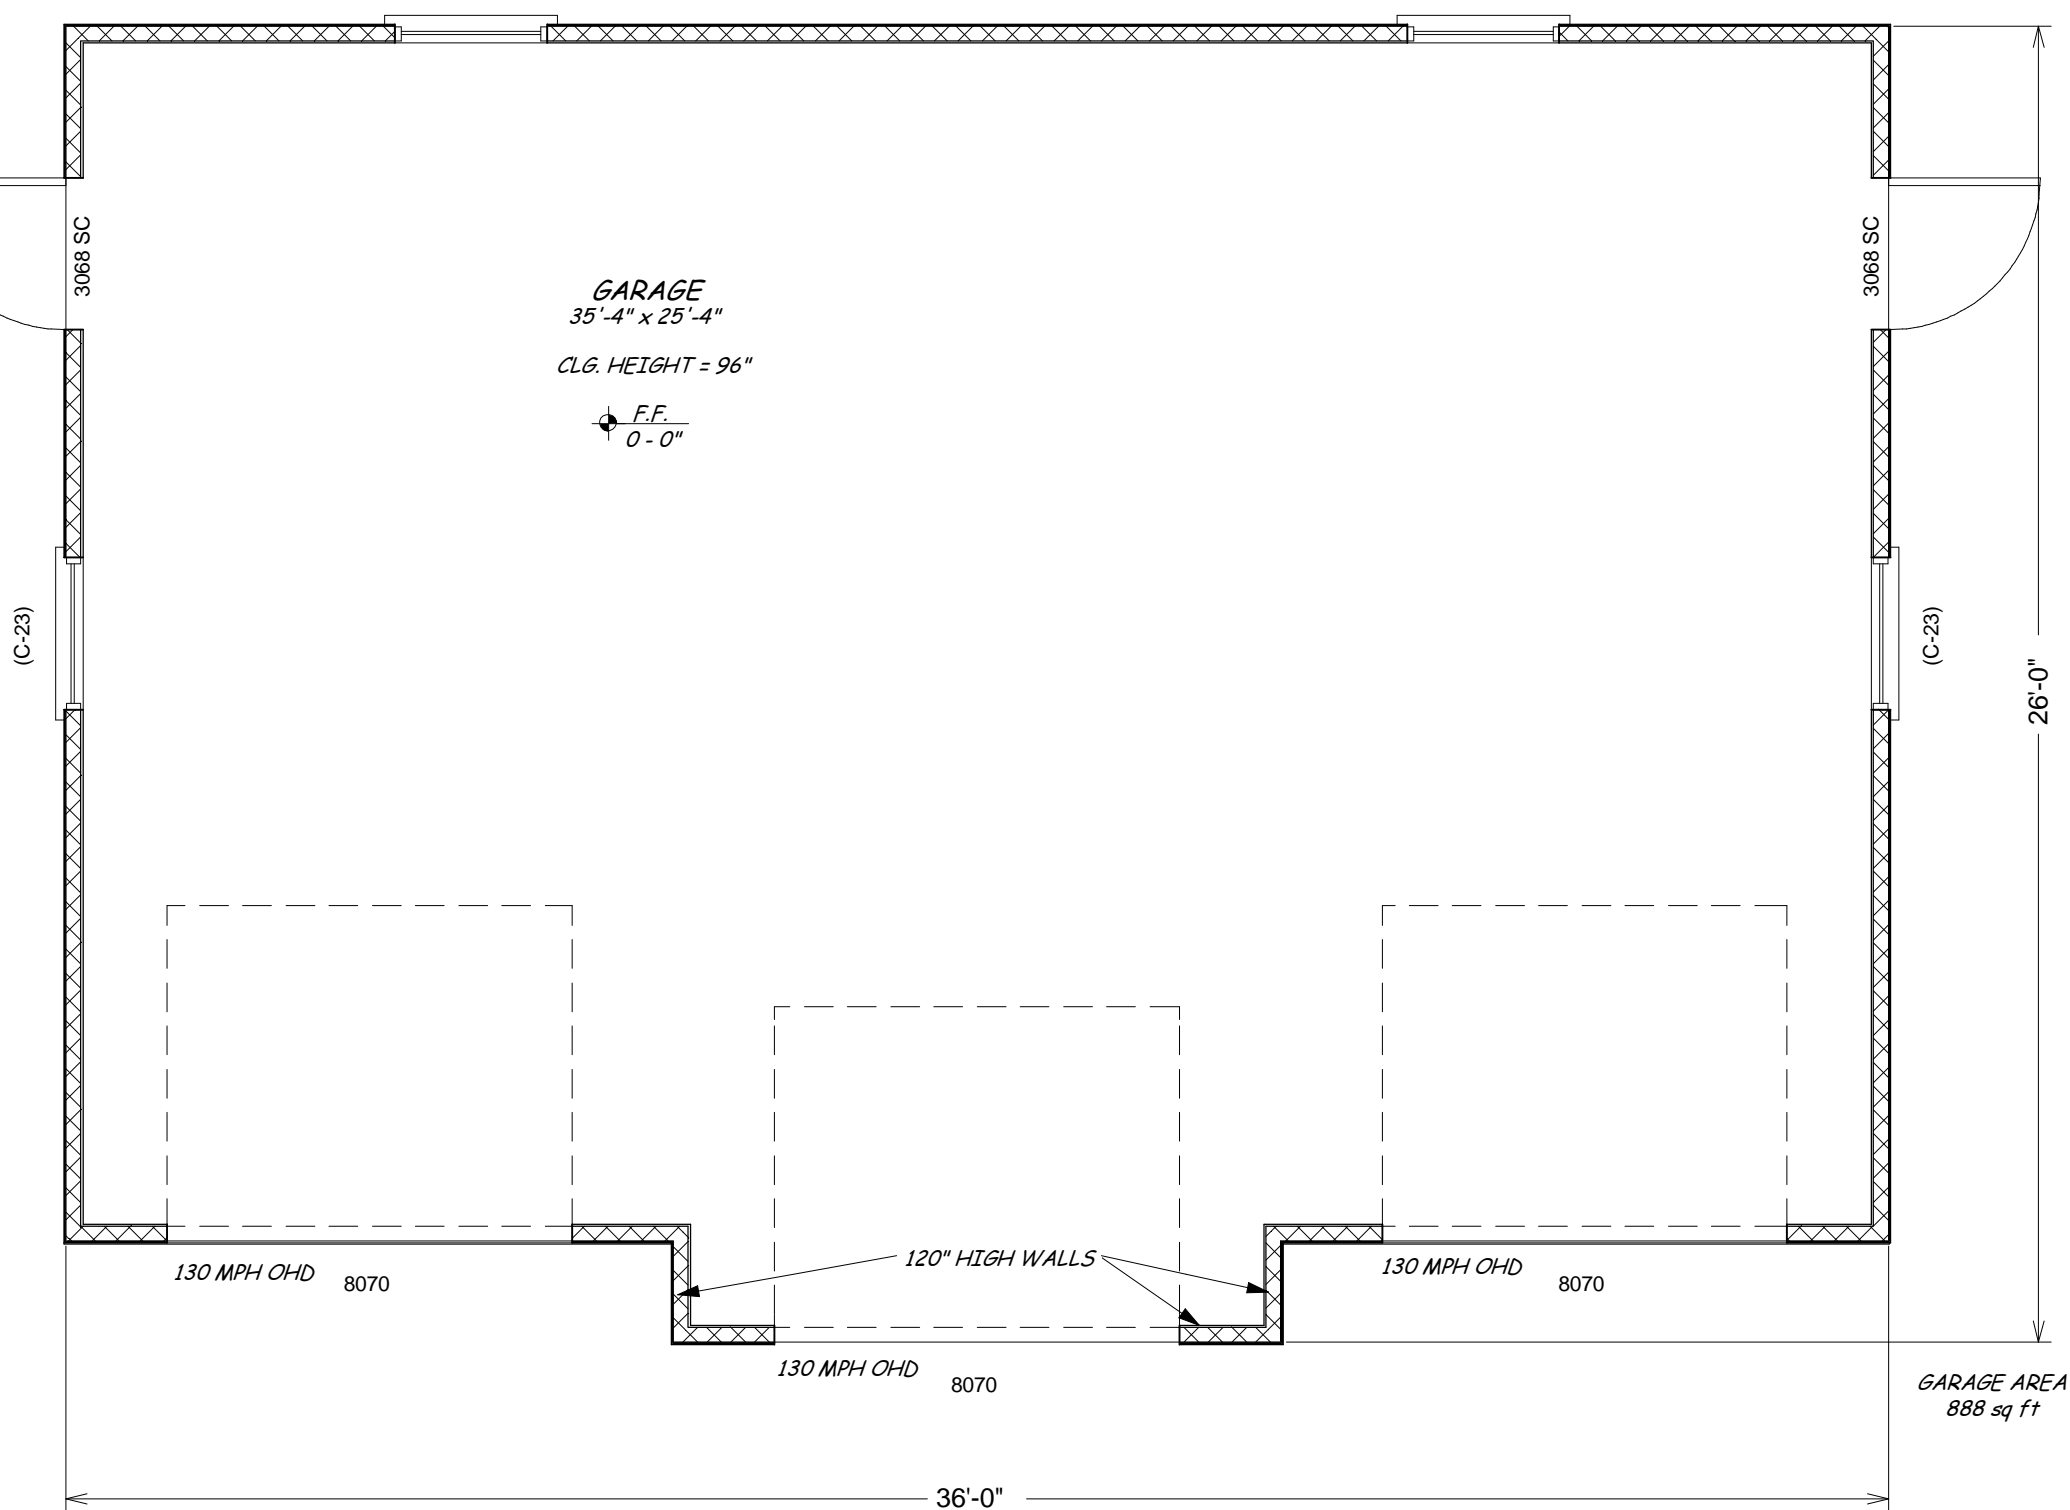 3068 SC
3068 SC
GARAGE
35'-4" x 25'-4"
CLG. HEIGHT = 96"
F.F.
0 - 0"
(C-23)
(C-23)
26'-0"
120" HIGH WALLS
130 MPH OHD
8070
130 MPH OHD
8070
130 MPH OHD
8070
GARAGE AREA
888 sq ft
36'-0"